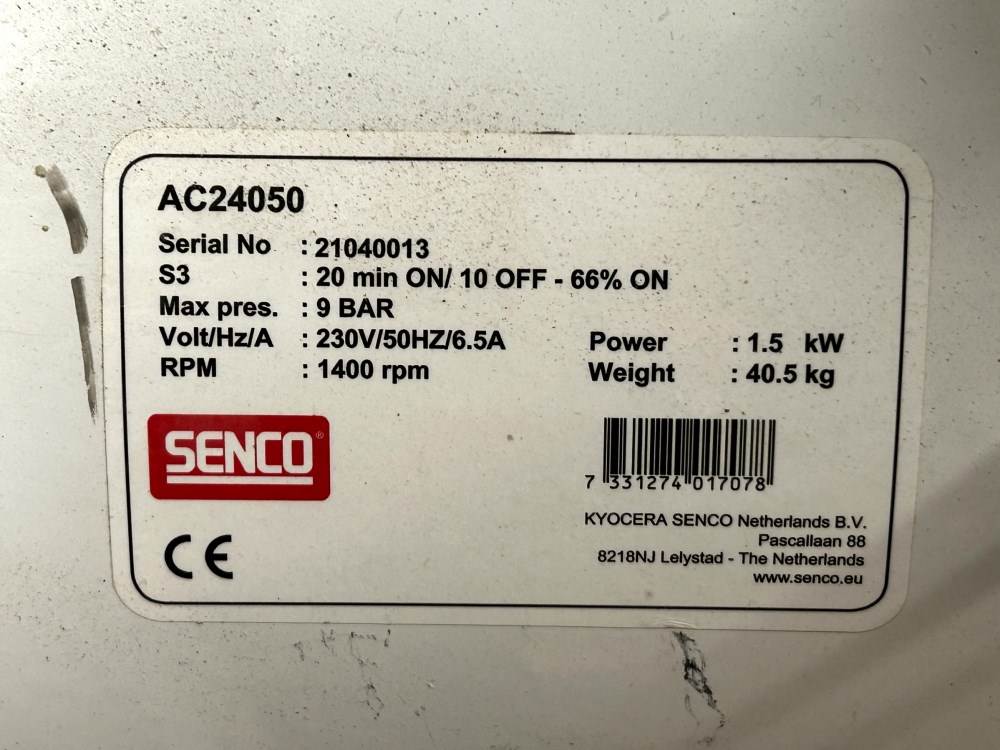 AC24050
Serial No : 21040013
S3 : 20 min ON/ 10 OFF - 66% ON
Max pres. : 9 BAR
Volt/Hz/A : 230V/50HZ/6.5A Power : 1.5 kW
RPM : 1400 rpm Weight : 40.5 kg
SENCO®
7 331274 017078
KYOCERA SENCO Netherlands B.V.
Pascallaan 88
8218NJ Lelystad - The Netherlands
www.senco.eu
CE